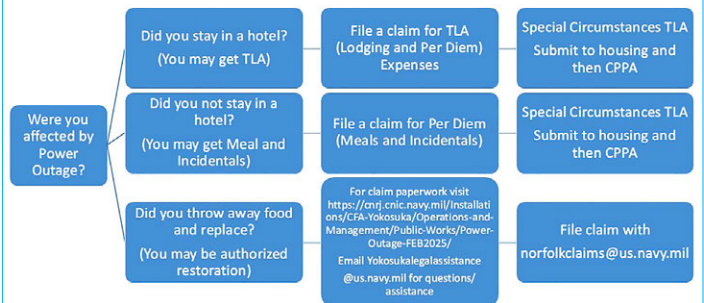 Were you
affected by
Power
Outage?
Did you stay in a hotel?
(You may get TLA)
File a claim for TLA
(Lodging and Per Diem)
Expenses
Special Circumstances TLA
Submit to housing and
then CPPA
Did you not stay in a
hotel?
(You may get Meal and
Incidentals)
File a claim for Per Diem
(Meals and Incidentals)
Special Circumstances TLA
Submit to housing and
then CPPA
Did you throw away food
and replace?
(You may be authorized
restoration)
For claim paperwork visit
https://cnrj.cnic.navy.mil/Installati
ons/CFA-Yokosuka/Operations-and-
Management/Public-Works/Power-
Outage-FEB2025/
Email Yokosukalegalassistance
@us.navy.mil for questions/
assistance
File claim with
norfolkclaims@us.navy.mil